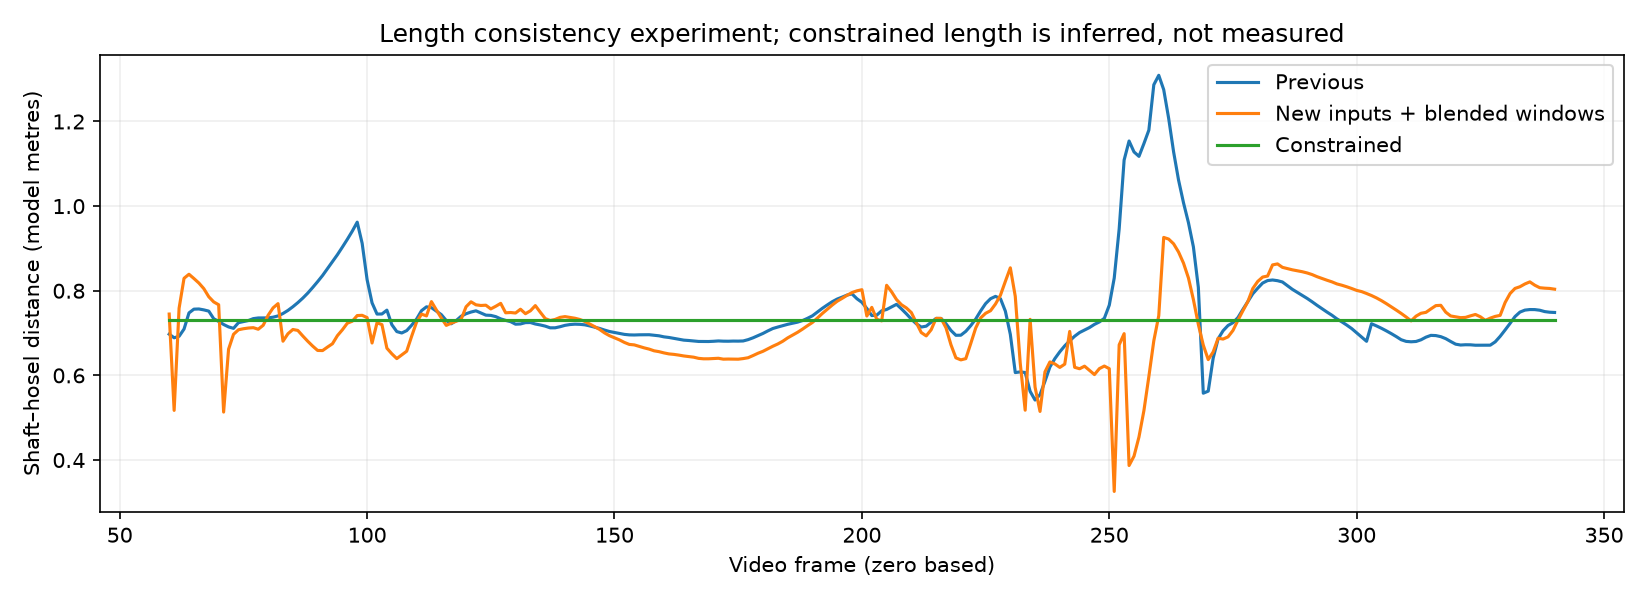 Length consistency experiment; constrained length is inferred, not measured
Shaft–hosel distance (model metres)
1.2
1.0
0.8
0.6
0.4
Previous
New inputs + blended windows
Constrained
50
100
150
200
250
300
350
Video frame (zero based)